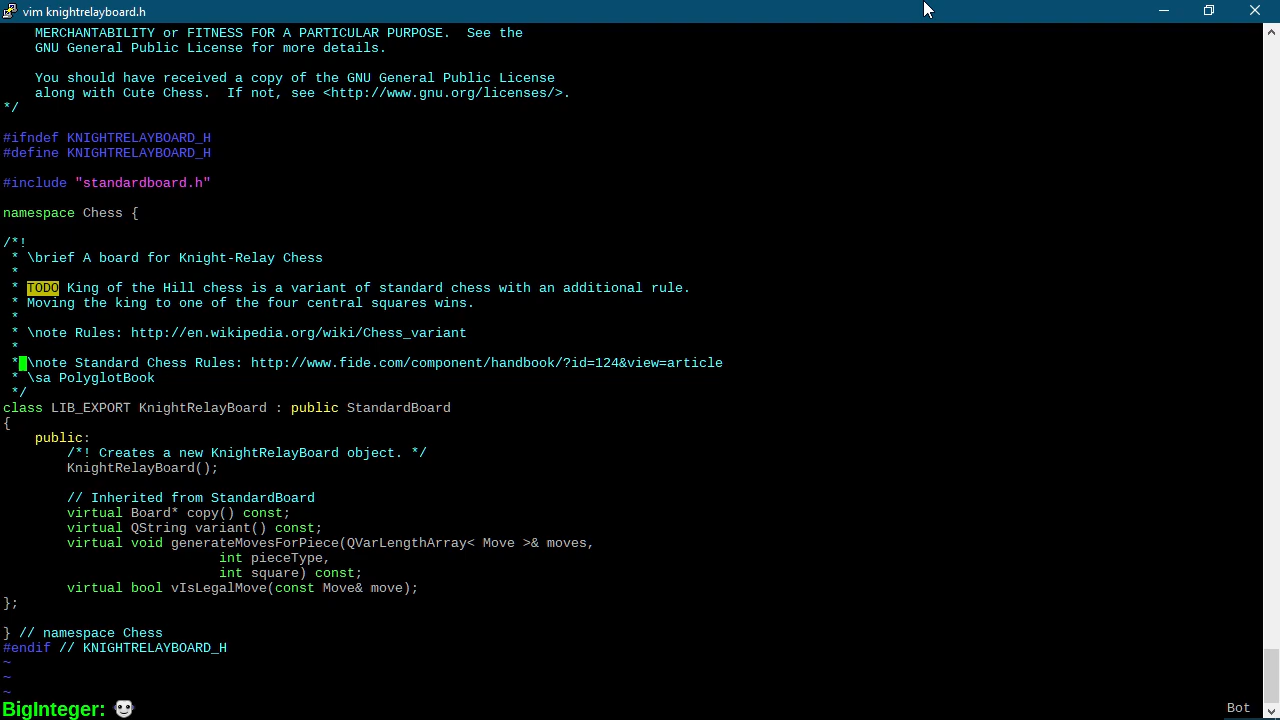 vim knightrelayboard.h
    MERCHANTABILITY or FITNESS FOR A PARTICULAR PURPOSE.  See the
    GNU General Public License for more details.
    You should have received a copy of the GNU General Public License
    along with Cute Chess.  If not, see <http://www.gnu.org/licenses/>.
*/
#ifndef KNIGHTRELAYBOARD_H
#define KNIGHTRELAYBOARD_H
#include "standardboard.h"
namespace Chess {
/*!
 * \brief A board for Knight-Relay Chess
 *
 * TODO King of the Hill chess is a variant of standard chess with an additional rule.
 * Moving the king to one of the four central squares wins.
 *
 * \note Rules: http://en.wikipedia.org/wiki/Chess_variant
 *
 * \note Standard Chess Rules: http://www.fide.com/component/handbook/?id=124&view=article
 * \sa PolyglotBook
 */
class LIB_EXPORT KnightRelayBoard : public StandardBoard
{
    public:
        /*! Creates a new KnightRelayBoard object. */
        KnightRelayBoard();
        // Inherited from StandardBoard
        virtual Board* copy() const;
        virtual QString variant() const;
        virtual void generateMovesForPiece(QVarLengthArray< Move >& moves,
                           int pieceType,
                           int square) const;
        virtual bool vIsLegalMove(const Move& move);
};
} // namespace Chess
#endif // KNIGHTRELAYBOARD_H
~
~
~
BigInteger:
Bot